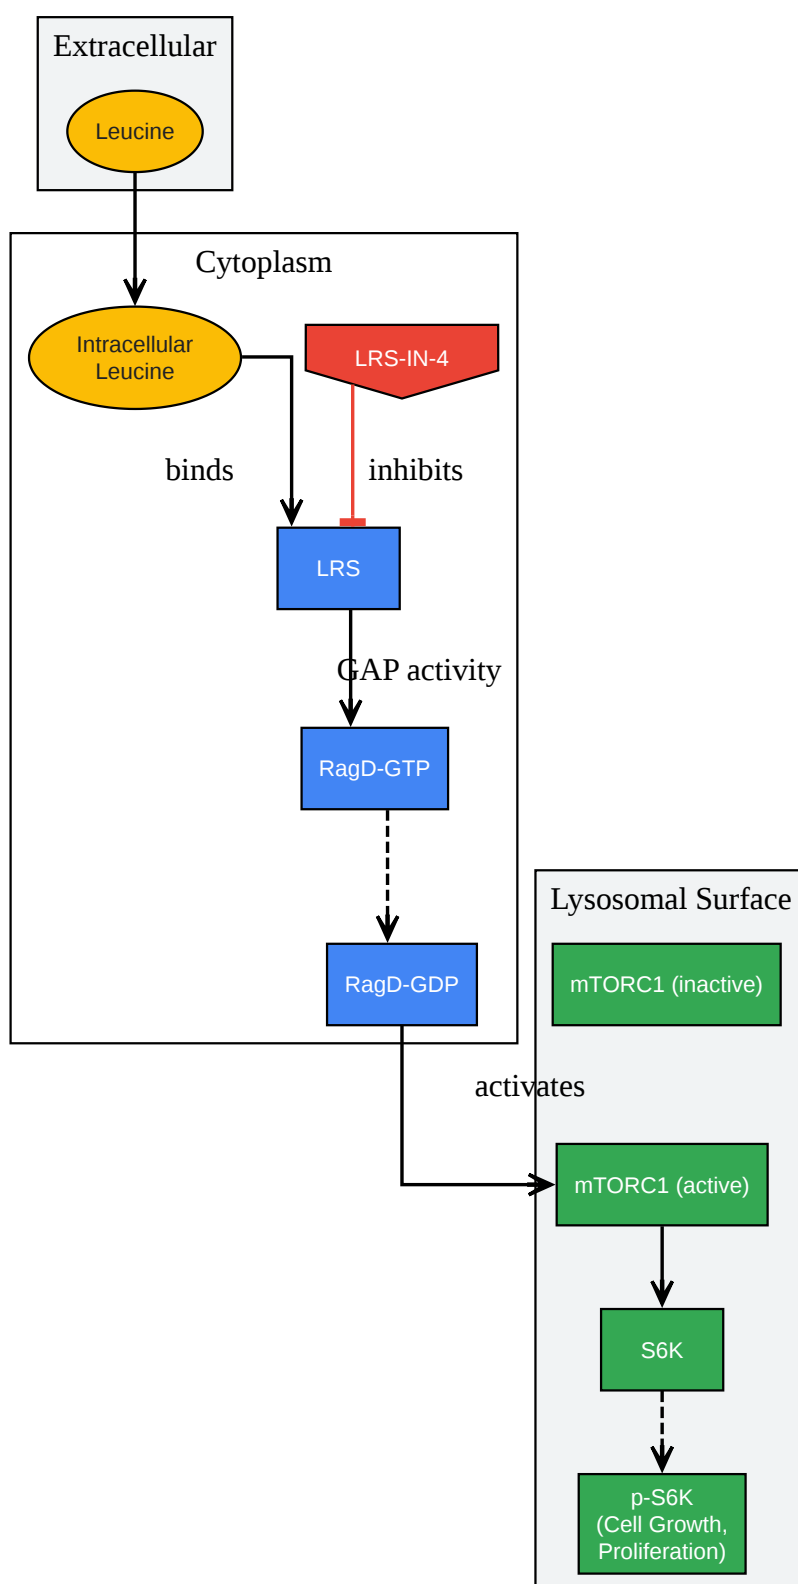 Extracellular
Leucine
Cytoplasm
Intracellular
Leucine
LRS-IN-4
binds
inhibits
LRS
GAP activity
RagD-GTP
Lysosomal Surface
RagD-GDP
mTORC1 (inactive)
activates
mTORC1 (active)
S6K
p-S6K
(Cell Growth,
Proliferation)